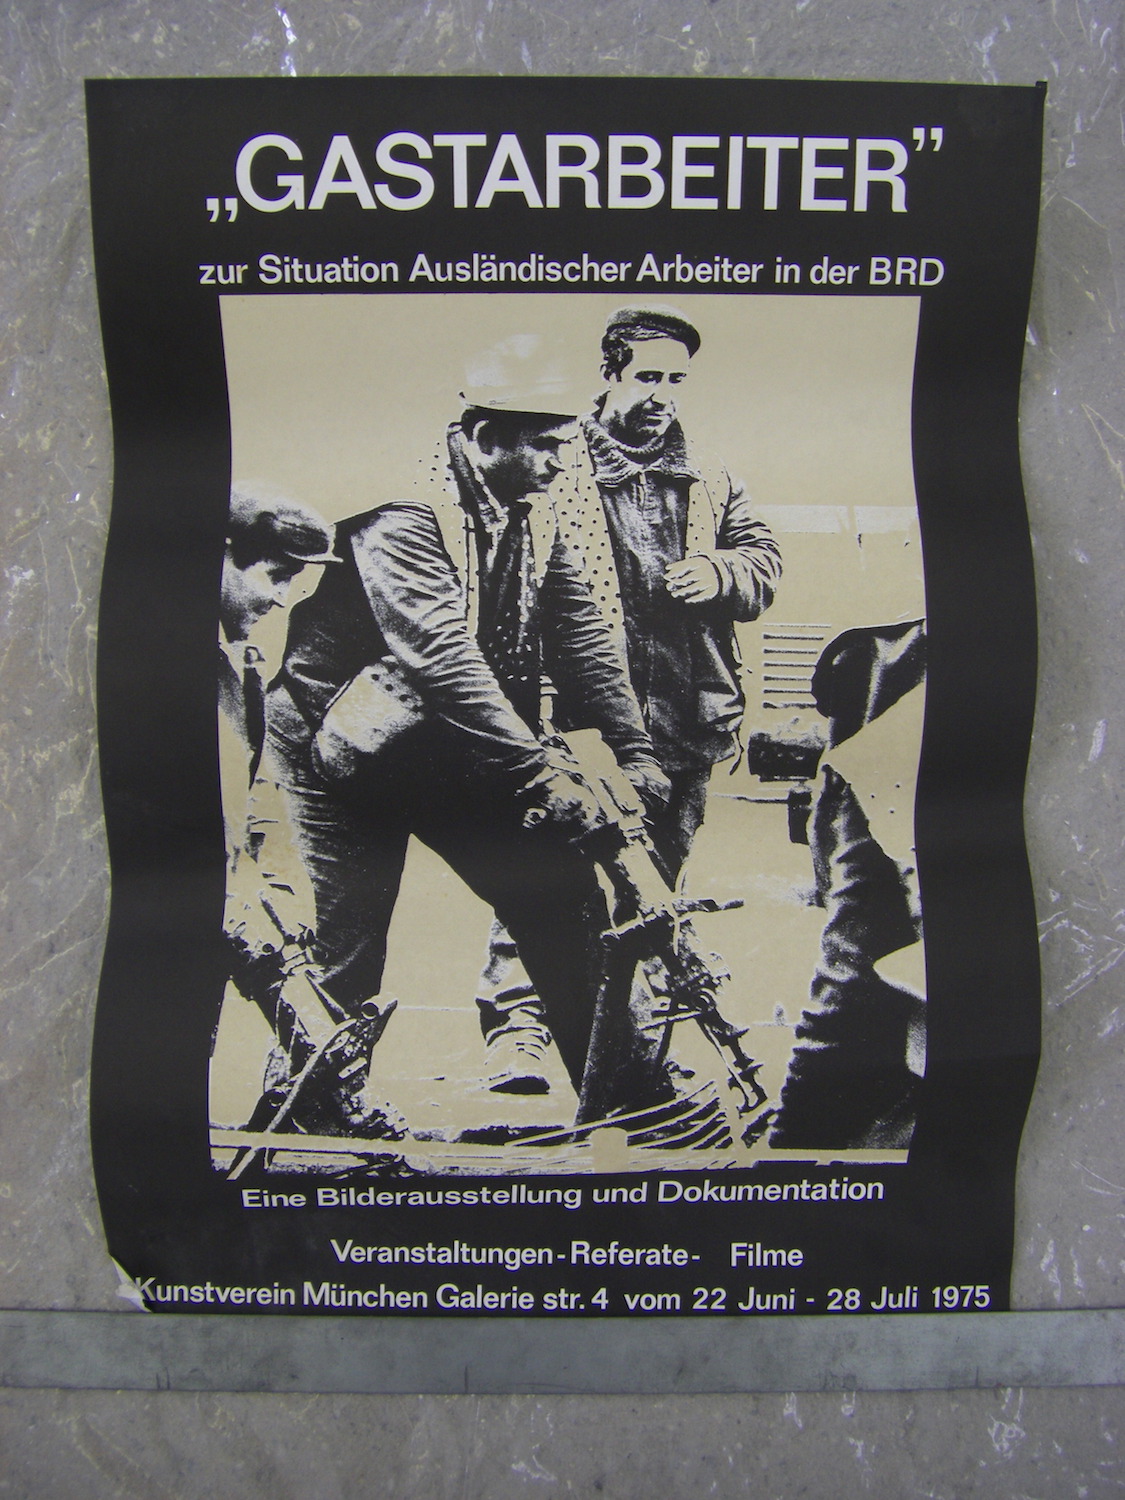 „GASTARBEITER”
zur Situation Ausländischer Arbeiter in der BRD
Eine Bilderausstellung und Dokumentation
Veranstaltungen - Referate - Filme
Kunstverein München Galerie str. 4 vom 22 Juni - 28 Juli 1975